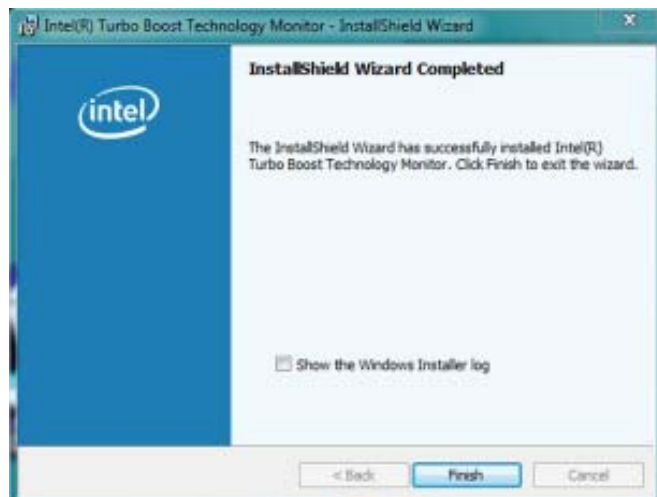 Intel(R) Turbo Boost Technology Monitor - InstallShield Wizard
InstallShield Wizard Completed
intel
The InstallShield Wizard has successfully installed Intel(R)
Turbo Boost Technology Monitor. Click Finish to exit the wizard.
Show the Windows Installer log
< Back
Finish
Cancel